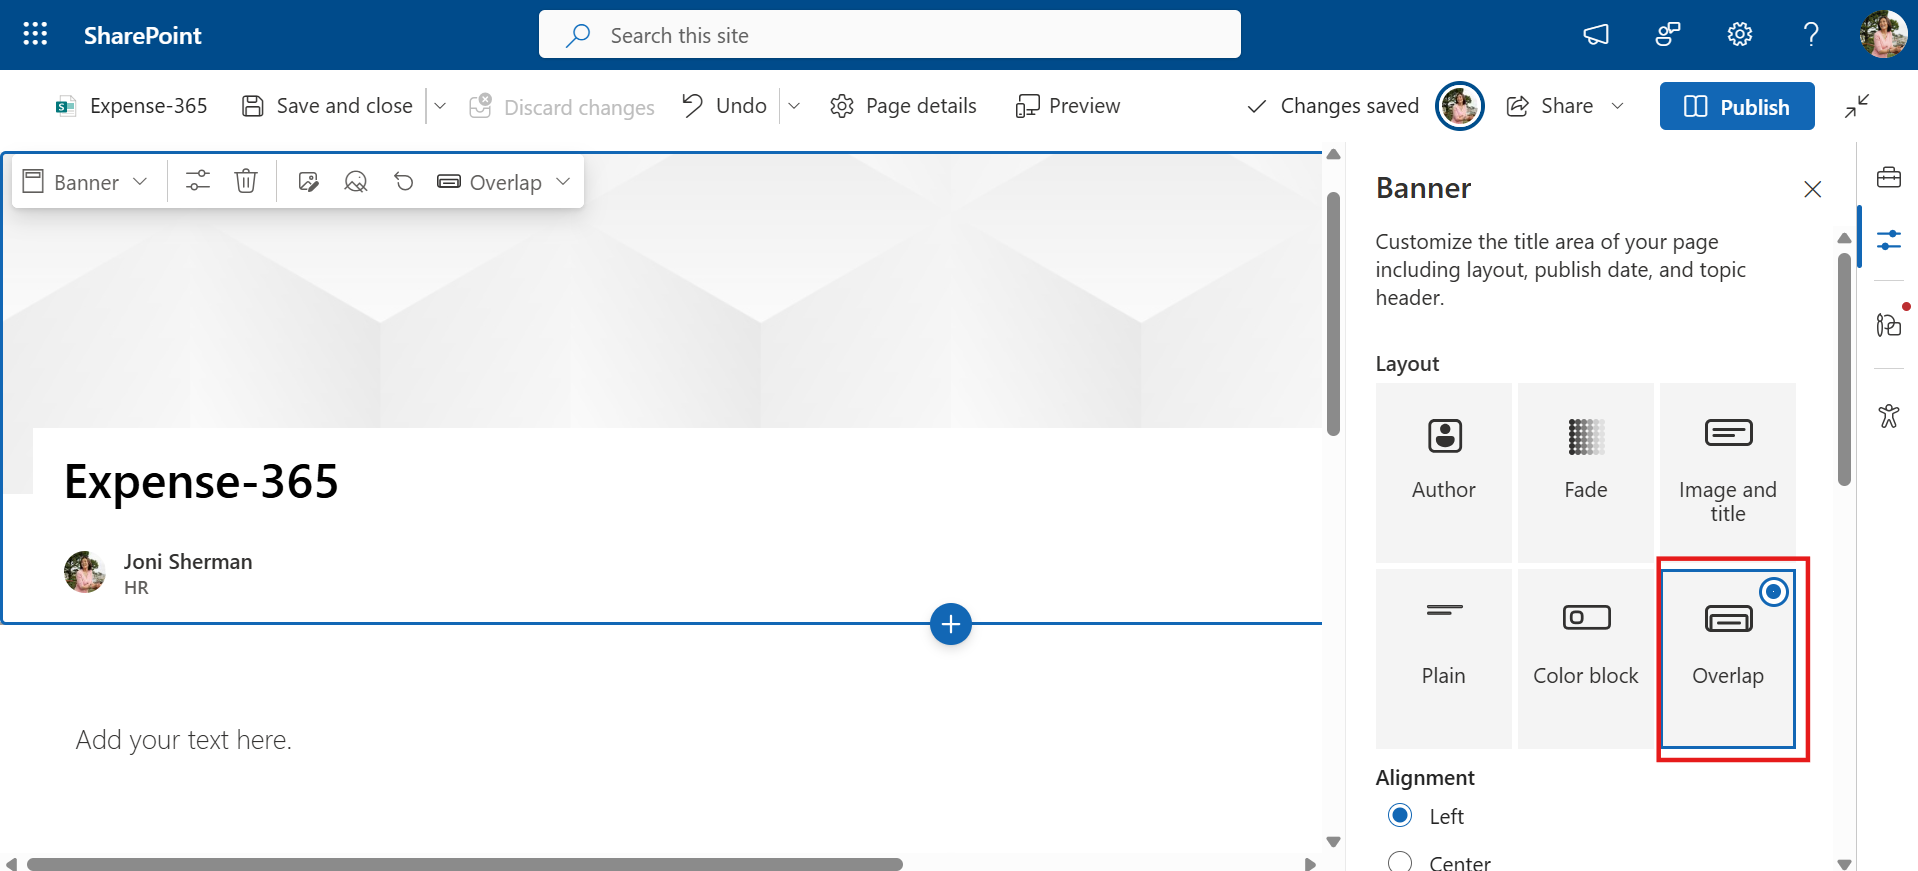 SharePoint
Search this site
Expense-365
Save and close
Discard changes
Undo
Page details
Preview
Changes saved
Share
Publish
Banner
Overlap
Expense-365
Joni Sherman
HR
Add your text here.
Banner
Customize the title area of your page
including layout, publish date, and topic
header.
Layout
Author
Fade
Image and
title
Plain
Color block
Overlap
Alignment
Left
Center